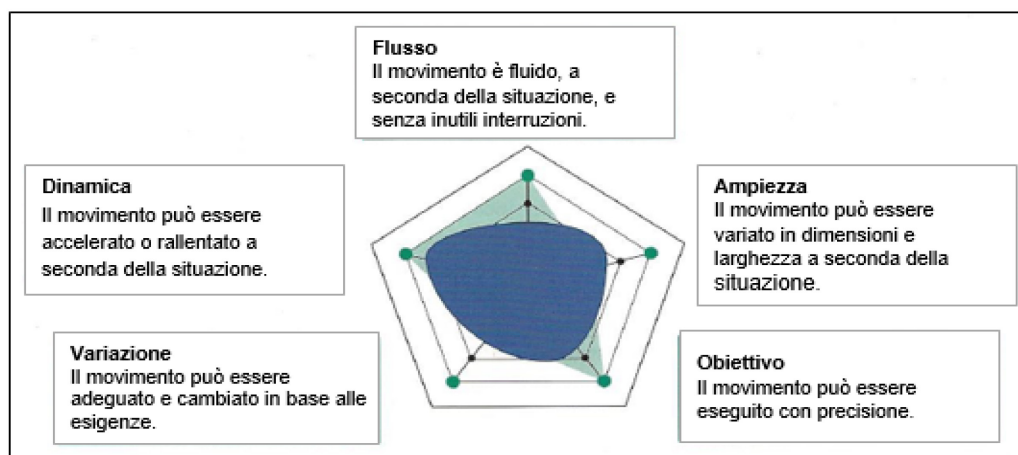 Flusso
Il movimento è fluido, a
seconda della situazione, e
senza inutili interruzioni.
Dinamica
Il movimento può essere
accelerato o rallentato a
seconda della situazione.
Ampiezza
Il movimento può essere
variato in dimensioni e
larghezza a seconda della
situazione.
Variazione
Il movimento può essere
adeguato e cambiato in base alle
esigenze.
Obiettivo
Il movimento può essere
eseguito con precisione.